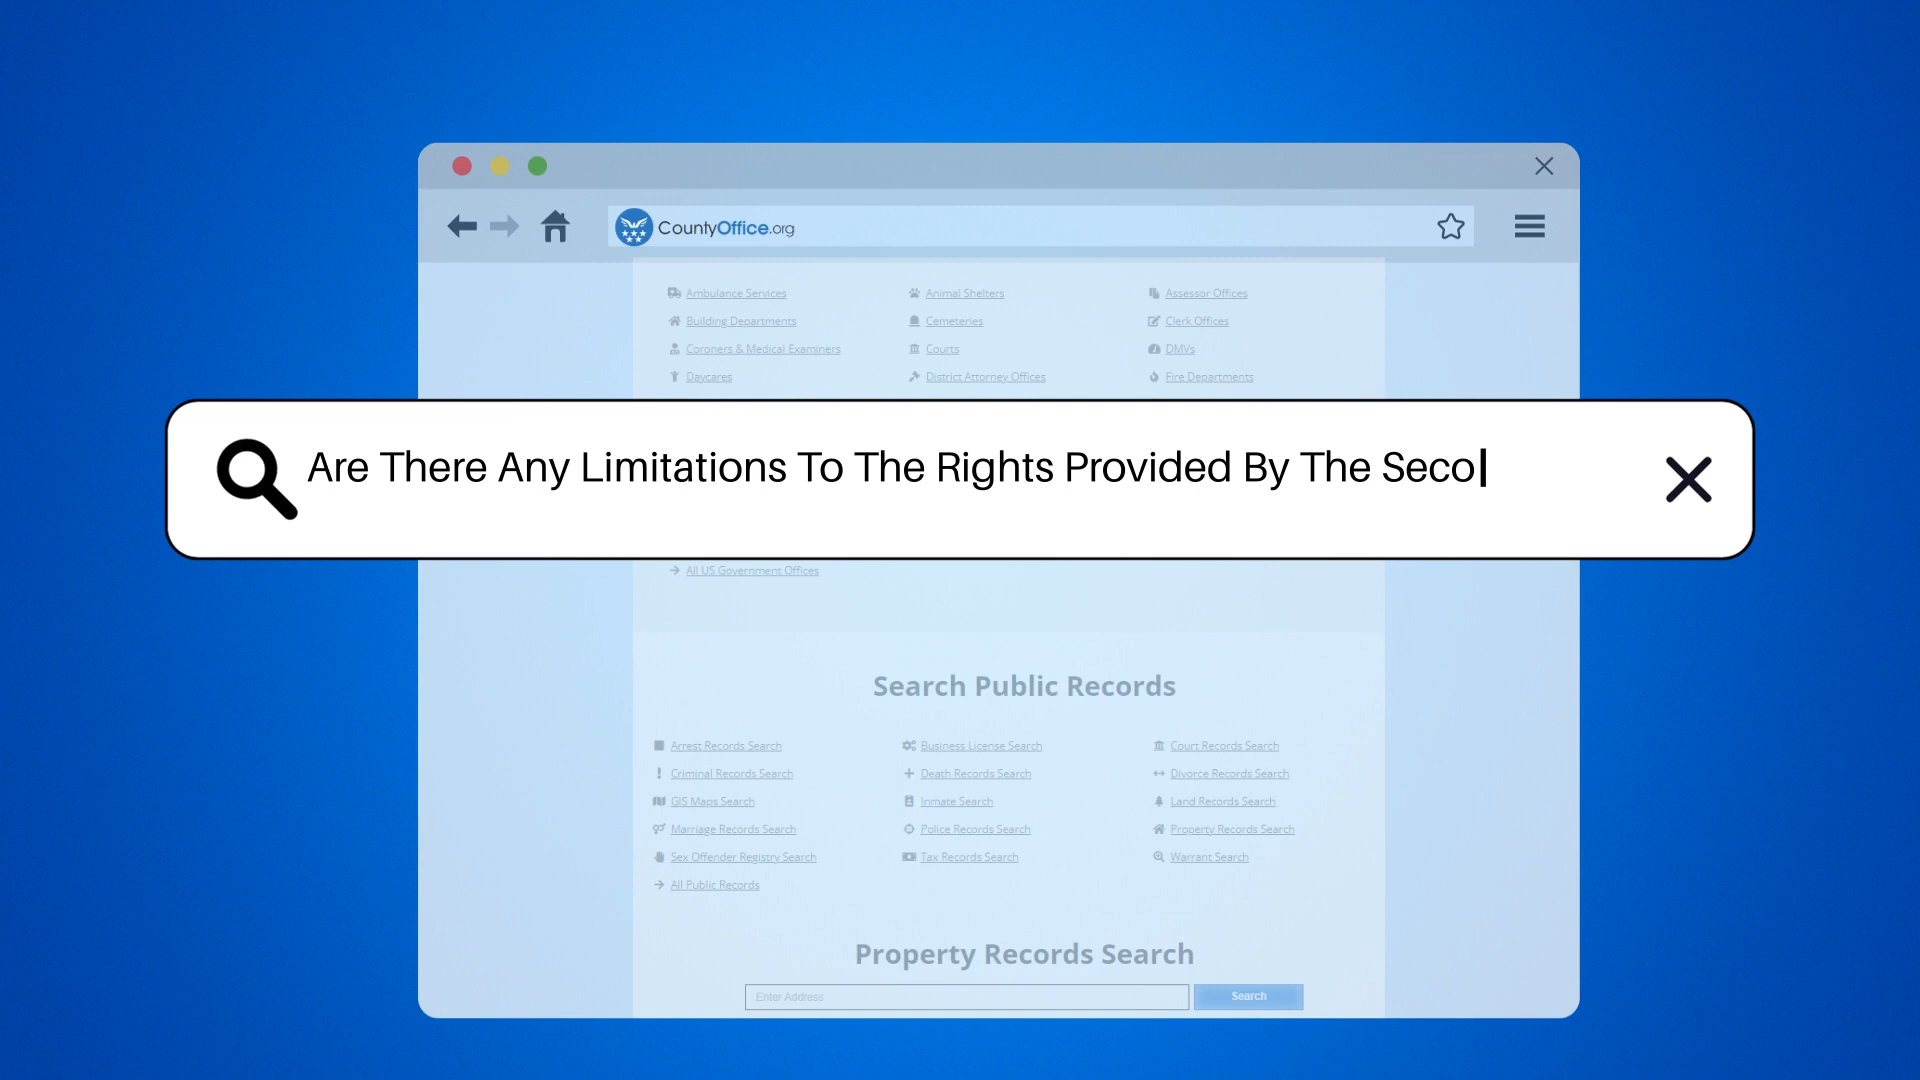 CountyOffice.org
Ambulance Services Animal Shelters Assessor Offices
Building Departments Cemeteries Clerk Offices
Coroners & Medical Examiners Courts DMVs
Daycares District Attorney Offices Fire Departments
Are There Any Limitations To The Rights Provided By The Seco
All US Government Offices
Search Public Records
Arrest Records Search Business License Search Court Records Search
Criminal Records Search Death Records Search Divorce Records Search
GIS Maps Search Inmate Search Land Records Search
Marriage Records Search Police Records Search Property Records Search
Sex Offender Registry Search Tax Records Search Warrant Search
All Public Records
Property Records Search
Enter Address Search